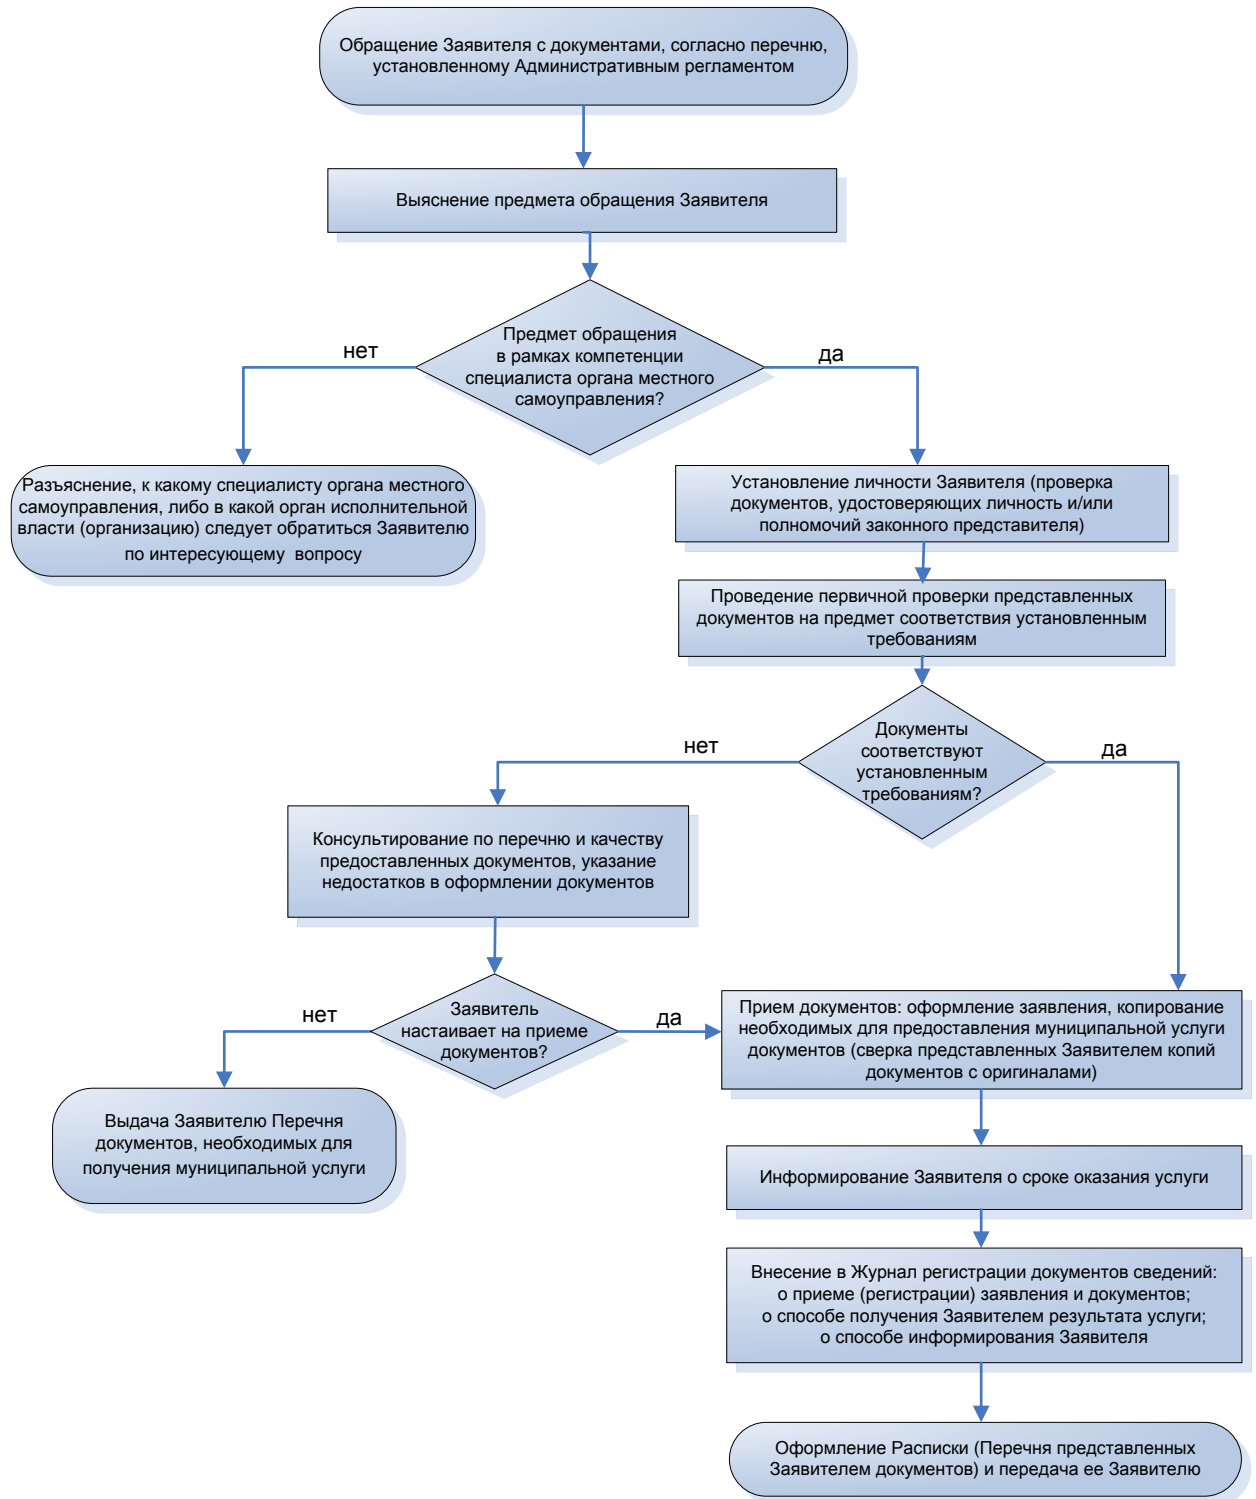 Обращение Заявителя с документами, согласно перечню,
установленному Административным регламентом
Выяснение предмета обращения Заявителя
Предмет обращения
в рамках компетенции
специалиста органа местного
самоуправления?
нет
да
Разъяснение, к какому специалисту органа местного
самоуправления, либо в какой орган исполнительной
власти (организацию) следует обратиться Заявителю
по интересующему вопросу
Установление личности Заявителя (проверка
документов, удостоверяющих личность и/или
полномочий законного представителя)
Проведение первичной проверки представленных
документов на предмет соответствия установленным
требованиям
Документы
соответствуют
установленным
требованиям?
нет
да
Консультирование по перечню и качеству
предоставленных документов, указание
недостатков в оформлении документов
Заявитель
настаивает на приеме
документов?
нет
да
Прием документов: оформление заявления, копирование
необходимых для предоставления муниципальной услуги
документов (сверка представленных Заявителем копий
документов с оригиналами)
Выдача Заявителю Перечня
документов, необходимых для
получения муниципальной услуги
Информирование Заявителя о сроке оказания услуги
Внесение в Журнал регистрации документов сведений:
о приеме (регистрации) заявления и документов;
о способе получения Заявителем результата услуги;
о способе информирования Заявителя
Оформление Расписки (Перечня представленных
Заявителем документов) и передача ее Заявителю